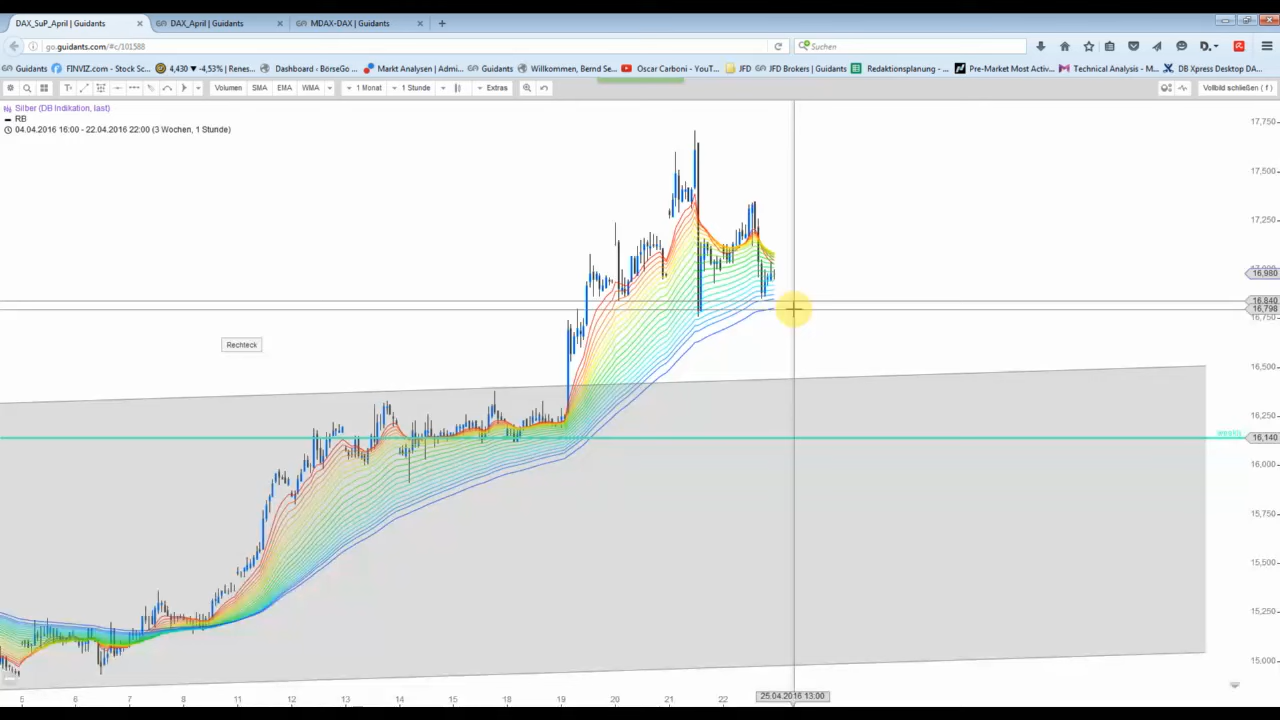 DAX_SuP_April | Guidants
DAX_April | Guidants
MDAX-DAX | Guidants
go.guidants.com/#c/101588
Suchen
Guidants
FINVIZ.com - Stock Sc...
4,430 ▾ -4,53% | Renes...
Dashboard - BörseGo ...
Markt Analysen | Admi...
Guidants
Willkommen, Bernd Se...
Oscar Carboni - YouT...
JFD
JFD Brokers | Guidants
Redaktionsplanung - ...
Pre-Market Most Activ...
Technical Analysis - M...
DB Xpress Desktop DA...
Volumen
SMA
EMA
WMA
1 Monat
1 Stunde
Extras
Vollbild schließen ( f )
Silber (DB Indikation, last)
RB
04.04.2016 16:00 - 22.04.2016 22:00 (3 Wochen, 1 Stunde)
17,750
17,500
17,250
16,980
16,840
16,798
16,500
16,250
Weekly
16,140
16,000
15,750
15,500
15,250
15,000
Rechteck
5
6
7
8
11
12
13
14
15
18
19
20
21
22
25.04.2016 13:00